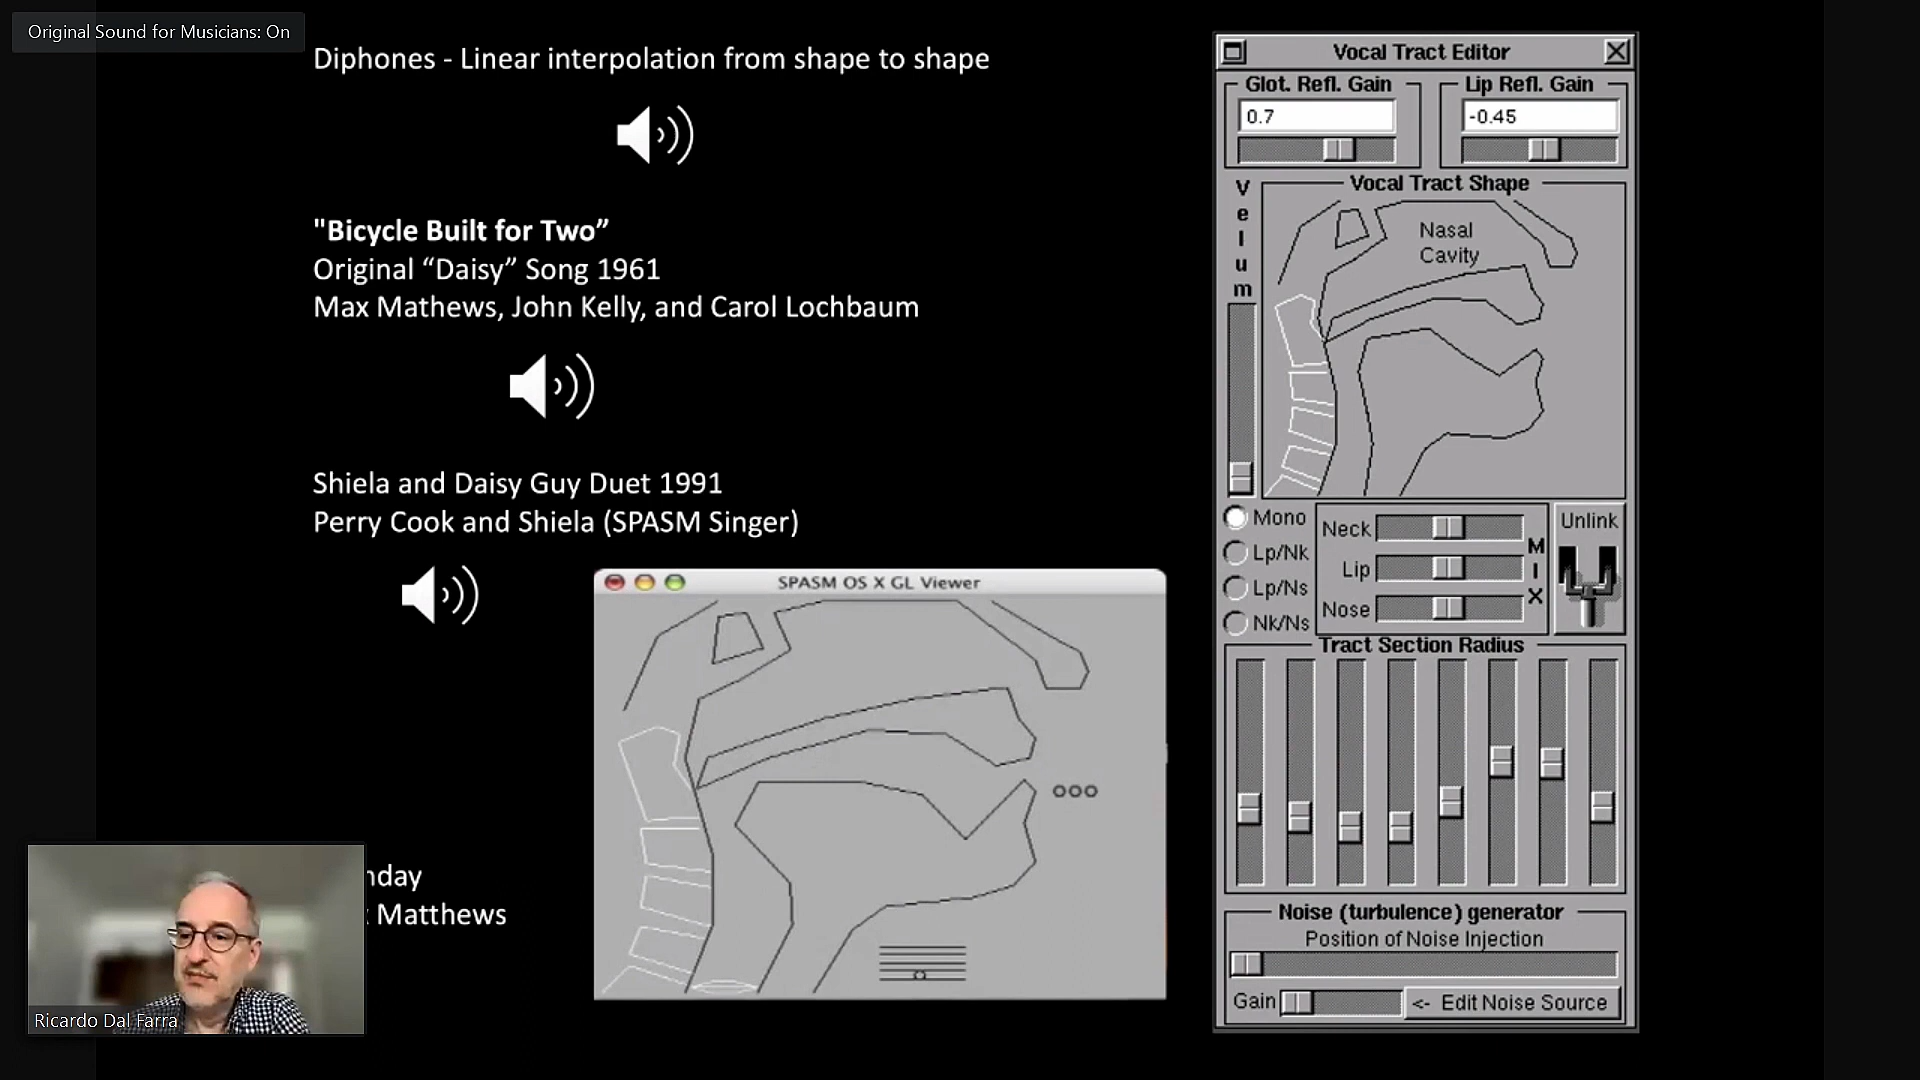 Original Sound for Musicians: On
Diphones - Linear interpolation from shape to shape
"Bicycle Built for Two”
Original “Daisy” Song 1961
Max Mathews, John Kelly, and Carol Lochbaum
Shiela and Daisy Guy Duet 1991
Perry Cook and Shiela (SPASM Singer)
nday
Matthews
Ricardo Dal Farra
SPASM OS X GL Viewer
Vocal Tract Editor
Glot. Refl. Gain
0.7
Lip Refl. Gain
-0.45
Velum
Vocal Tract Shape
Nasal
Cavity
Mono
Lp/Nk
Lp/Ns
Nk/Ns
Neck
Lip
Nose
MIX
Unlink
Tract Section Radius
Noise (turbulence) generator
Position of Noise Injection
Gain
<- Edit Noise Source